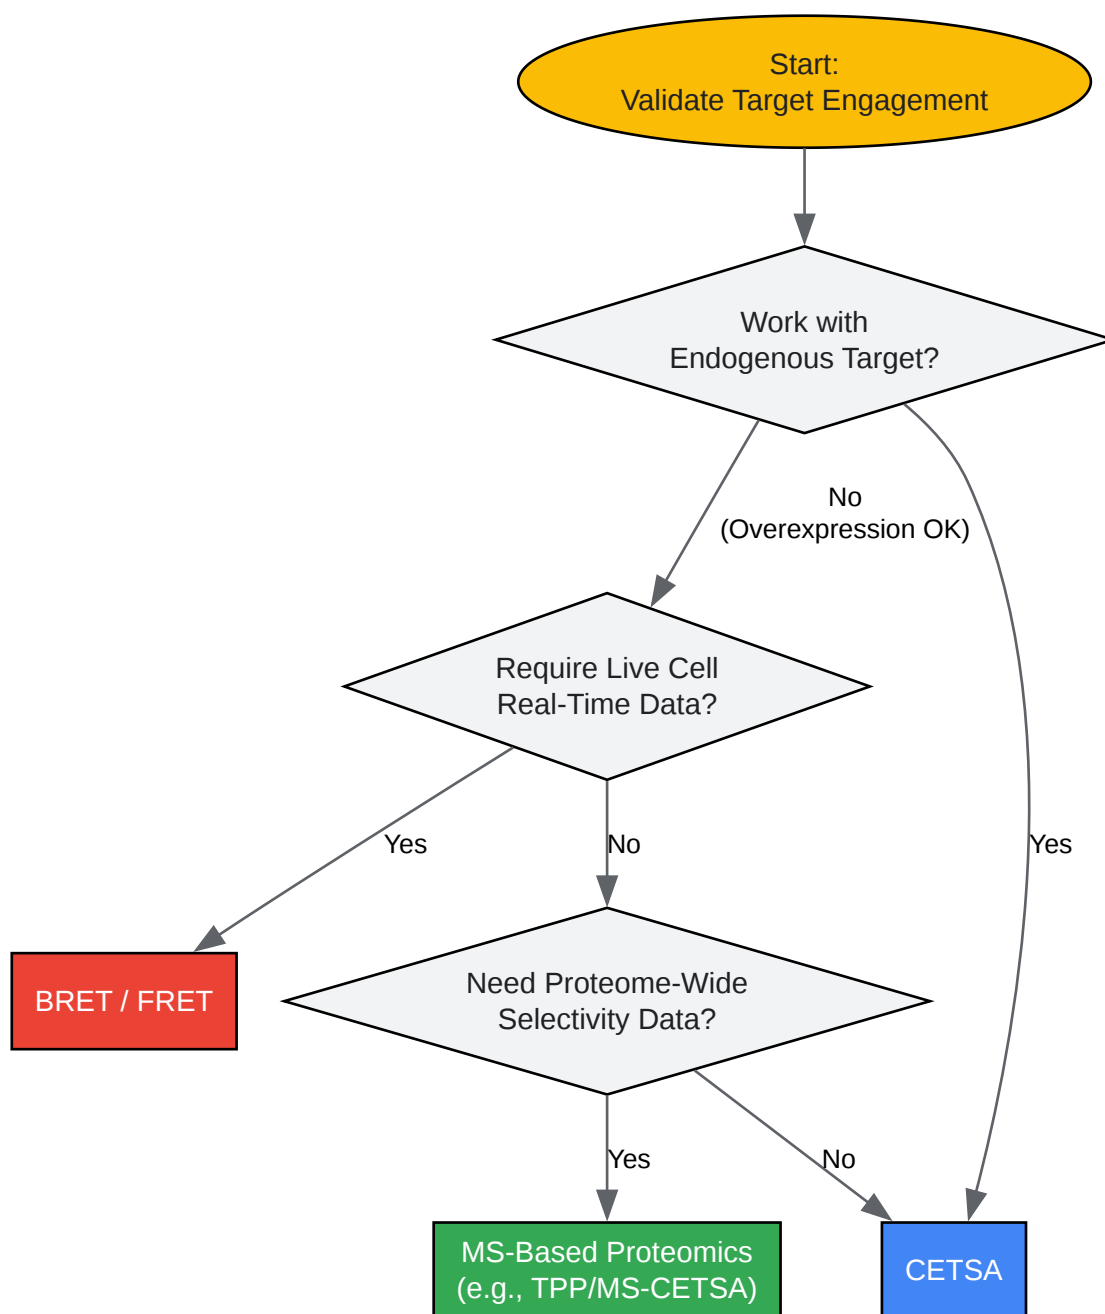 Start:
Validate Target Engagement
Work with
Endogenous Target?
No
(Overexpression OK)
Require Live Cell
Real-Time Data?
Yes
No
Yes
BRET / FRET
Need Proteome-Wide
Selectivity Data?
Yes
No
MS-Based Proteomics
(e.g., TPP/MS-CETSA)
CETSA